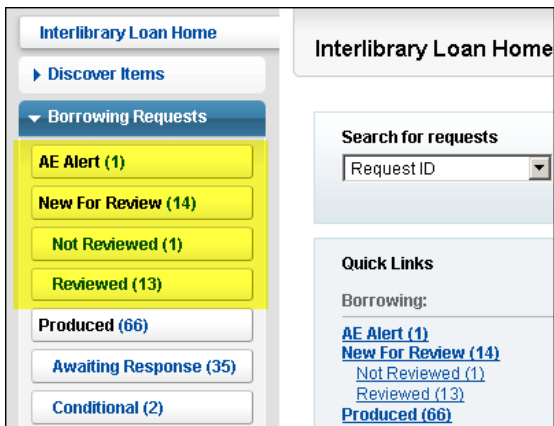 Interlibrary Loan Home
Discover Items
Borrowing Requests
AE Alert (1)
New For Review (14)
Not Reviewed (1)
Reviewed (13)
Produced (66)
Awaiting Response (35)
Conditional (2)
Interlibrary Loan Home
Search for requests
Request ID
Quick Links
Borrowing:
AE Alert (1)
New For Review (14)
Not Reviewed (1)
Reviewed (13)
Produced (66)